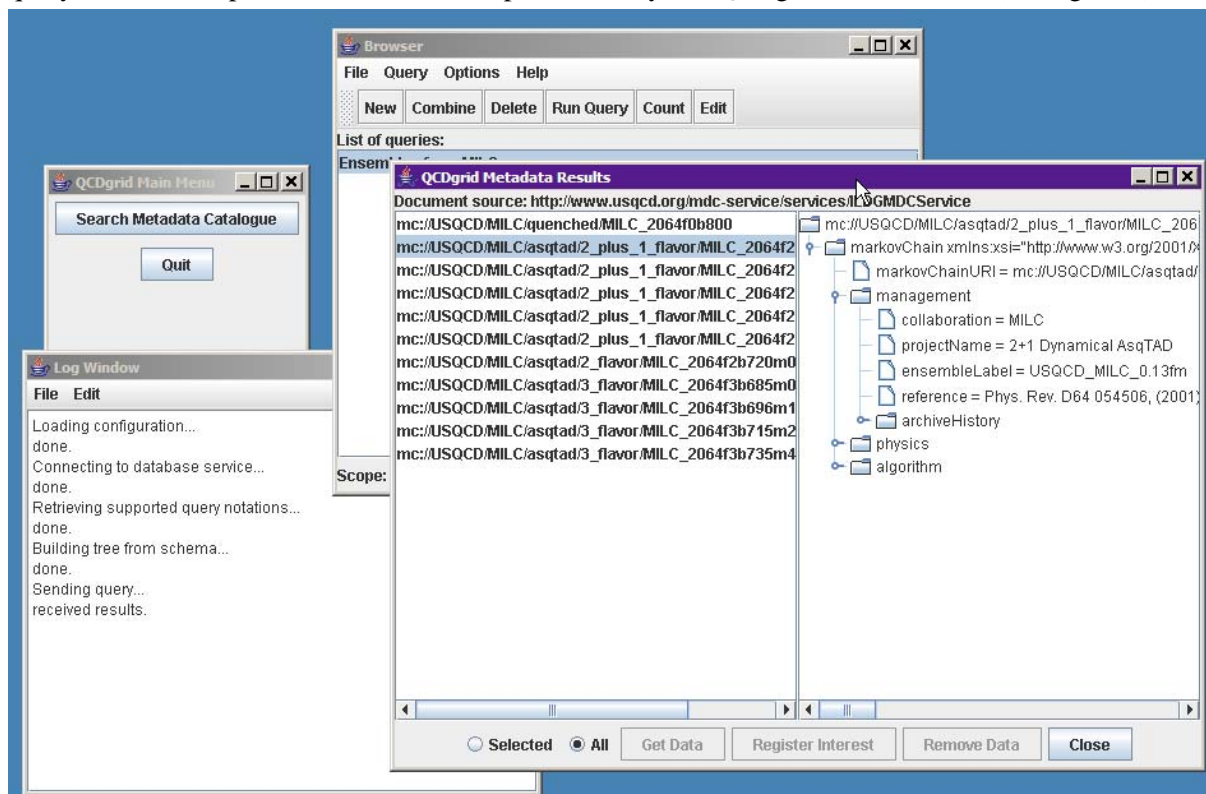 Browser
File Query Options Help
New Combine Delete Run Query Count Edit
List of queries:
QCDgrid Main Menu
Search Metadata Catalogue
Quit
Log Window
File Edit
Loading configuration...
done.
Connecting to database service...
done.
Retrieving supported query notations...
done.
Building tree from schema...
done.
Sending query...
received results.
Scope:
QCDgrid Metadata Results
Document source: http://www.usqcd.org/mdc-service/services/ILDGMDCService
mc://USQCD/MILC/quenched/MILC_2064f0b800
mc://USQCD/MILC/asqtad/2_plus_1_flavor/MILC_2064f2
mc://USQCD/MILC/asqtad/2_plus_1_flavor/MILC_2064f2
mc://USQCD/MILC/asqtad/2_plus_1_flavor/MILC_2064f2
mc://USQCD/MILC/asqtad/2_plus_1_flavor/MILC_2064f2
mc://USQCD/MILC/asqtad/2_plus_1_flavor/MILC_2064f2
mc://USQCD/MILC/asqtad/2_flavor/MILC_2064f2b720m0
mc://USQCD/MILC/asqtad/3_flavor/MILC_2064f3b685m0
mc://USQCD/MILC/asqtad/3_flavor/MILC_2064f3b696m1
mc://USQCD/MILC/asqtad/3_flavor/MILC_2064f3b715m2
mc://USQCD/MILC/asqtad/3_flavor/MILC_2064f3b735m4
mc://USQCD/MILC/asqtad/2_plus_1_flavor/MILC_206
markovChain xmlns:xsi="http://www.w3.org/2001/X
markovChainURI = mc://USQCD/MILC/asqtad/
management
collaboration = MILC
projectName = 2+1 Dynamical AsqTAD
ensembleLabel = USQCD_MILC_0.13fm
reference = Phys. Rev. D64 054506, (2001)
archiveHistory
physics
algorithm
Selected All Get Data Register Interest Remove Data Close